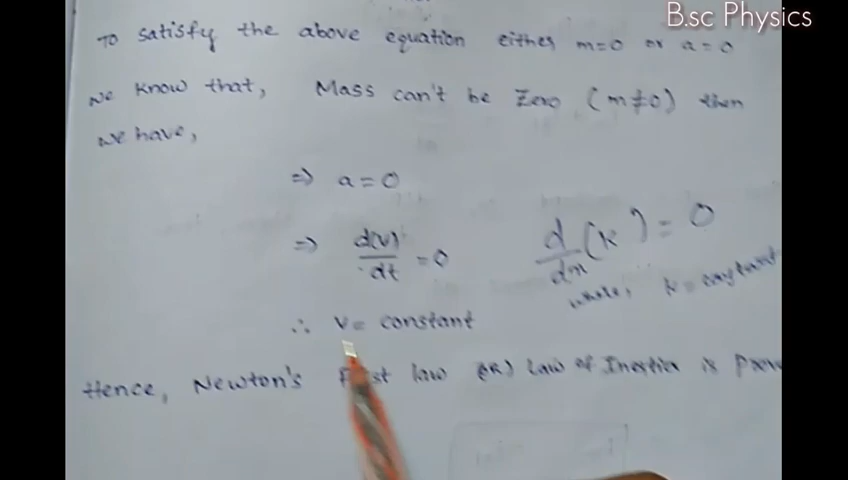 B.sc Physics
To satisfy the above equation either m=0 or a=0
We know that, Mass can't be Zero (m≠0) then
we have,
=> a=0
=> d(v)/dt =0
d/dx (k) = 0
where, k = constant
∴ v= constant
Hence, Newton's First law (OR) Law of Inertia is